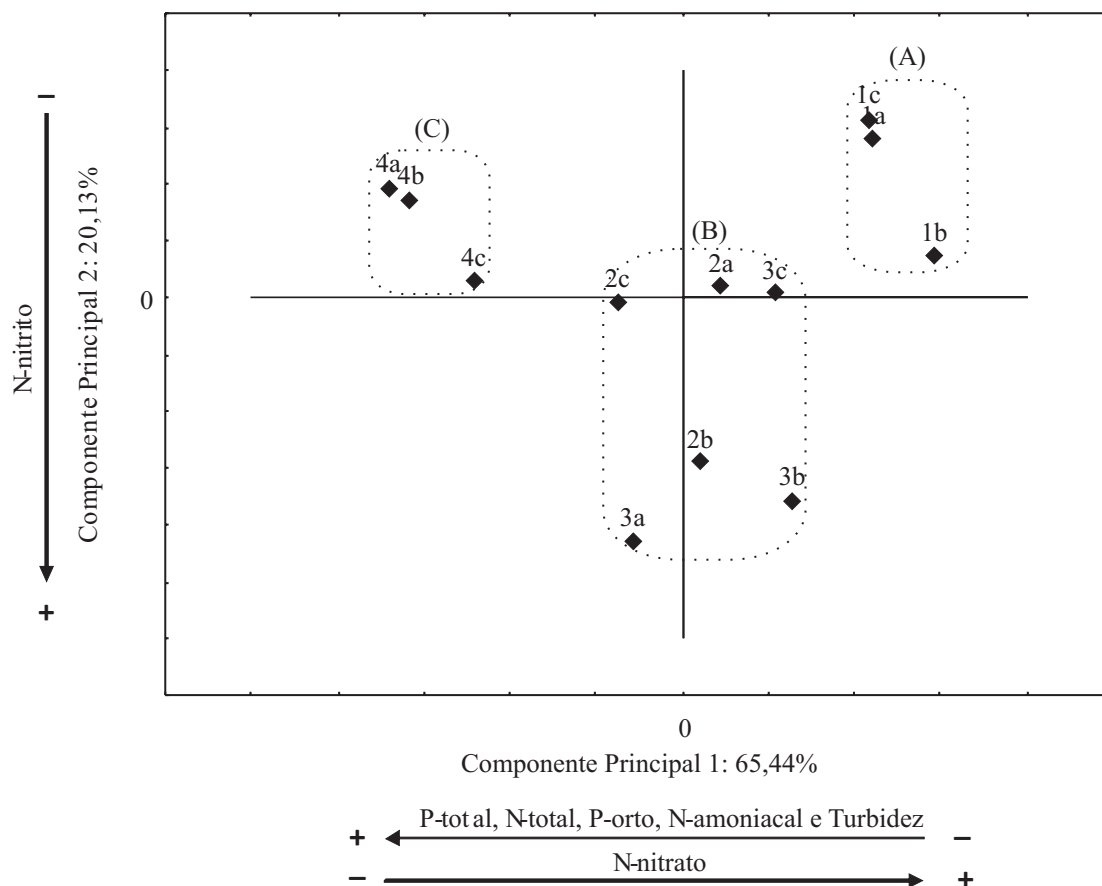 (A)
1c
1a
−
(C)
4a
4b
1b
(B)
4c
2c
2a
3c
0
N-nitrito
Componente Principal 2: 20,13%
2b
3b
3a
+
0
Componente Principal 1: 65,44%
P-total, N-total, P-orto, N-amoniacal e Turbidez
+ −
N-nitrato
− +